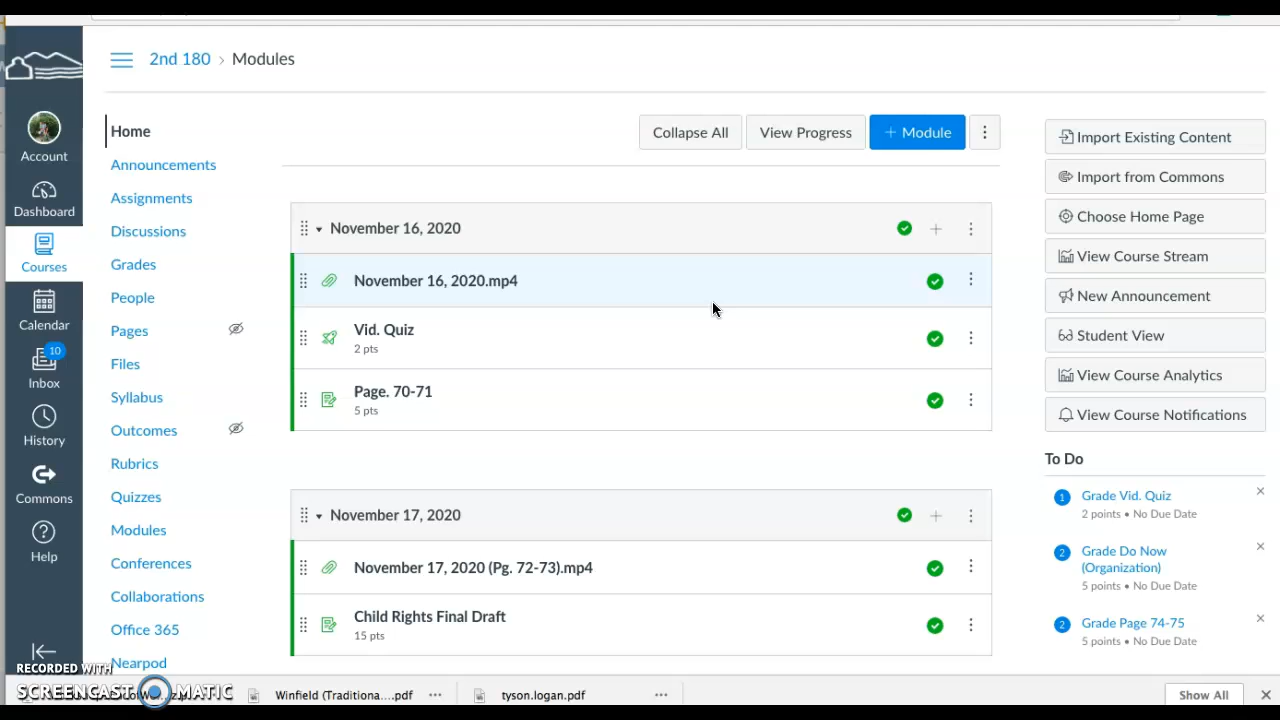 2nd 180 › Modules
Account
Dashboard
Courses
Calendar
10
Inbox
History
Commons
Help
Home
Announcements
Assignments
Discussions
Grades
People
Pages
Files
Syllabus
Outcomes
Rubrics
Quizzes
Modules
Conferences
Collaborations
Office 365
Nearpod
Collapse All
View Progress
+ Module
November 16, 2020
November 16, 2020.mp4
Vid. Quiz
2 pts
Page. 70-71
5 pts
November 17, 2020
November 17, 2020 (Pg. 72-73).mp4
Child Rights Final Draft
15 pts
Import Existing Content
Import from Commons
Choose Home Page
View Course Stream
New Announcement
Student View
View Course Analytics
View Course Notifications
To Do
1 Grade Vid. Quiz
2 points • No Due Date
2 Grade Do Now
(Organization)
5 points • No Due Date
2 Grade Page 74-75
5 points • No Due Date
RECORDED WITH
SCREENCAST MATIC
Winfield (Traditiona....pdf
tyson.logan.pdf
Show All